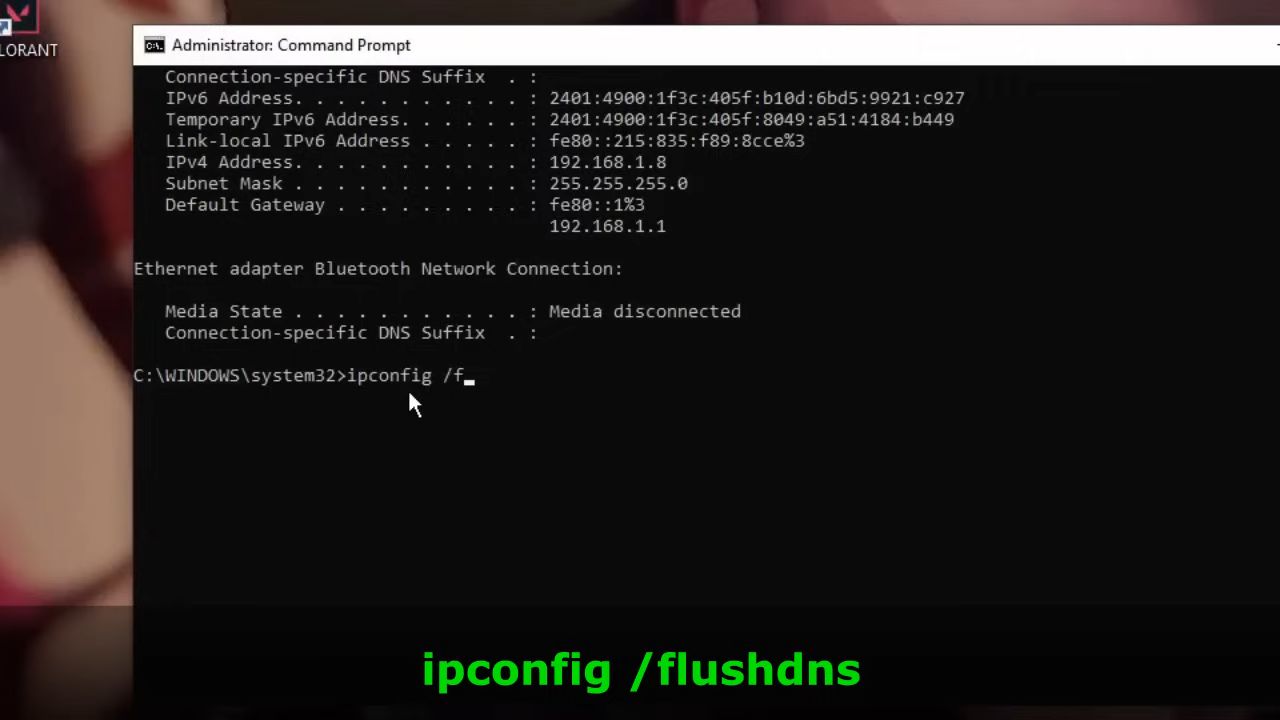 LORANT
Administrator: Command Prompt
Connection-specific DNS Suffix  . :
IPv6 Address. . . . . . . . . . . : 2401:4900:1f3c:405f:b10d:6bd5:9921:c927
Temporary IPv6 Address. . . . . . : 2401:4900:1f3c:405f:8049:a51:4184:b449
Link-local IPv6 Address . . . . . : fe80::215:835:f89:8cce%3
IPv4 Address. . . . . . . . . . . : 192.168.1.8
Subnet Mask . . . . . . . . . . . : 255.255.255.0
Default Gateway . . . . . . . . . : fe80::1%3
192.168.1.1
Ethernet adapter Bluetooth Network Connection:
Media State . . . . . . . . . . . : Media disconnected
Connection-specific DNS Suffix  . :
C:\WINDOWS\system32>ipconfig /f_
ipconfig /flushdns